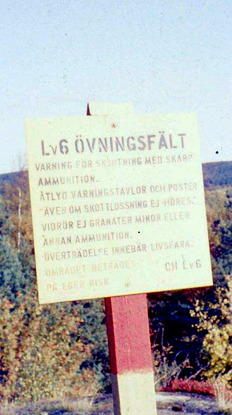 Lv6 ÖVNINGSFÄLT
VARNING FÖR SKJUTNING MED SKARP
AMMUNITION.
ÅTLYD VARNINGSTAVLOR OCH POSTER
ÄVEN OM SKOTTLOSSNING EJ HÖRES.
VIDRÖR EJ GRANATER MINOR ELLER
ANNAN AMMUNITION.
ÖVERTRÄDELSE INNEBÄR LIVSFARA.
OMRÅDET BETRÄDES
PÅ EGEN RISK. CH Lv6